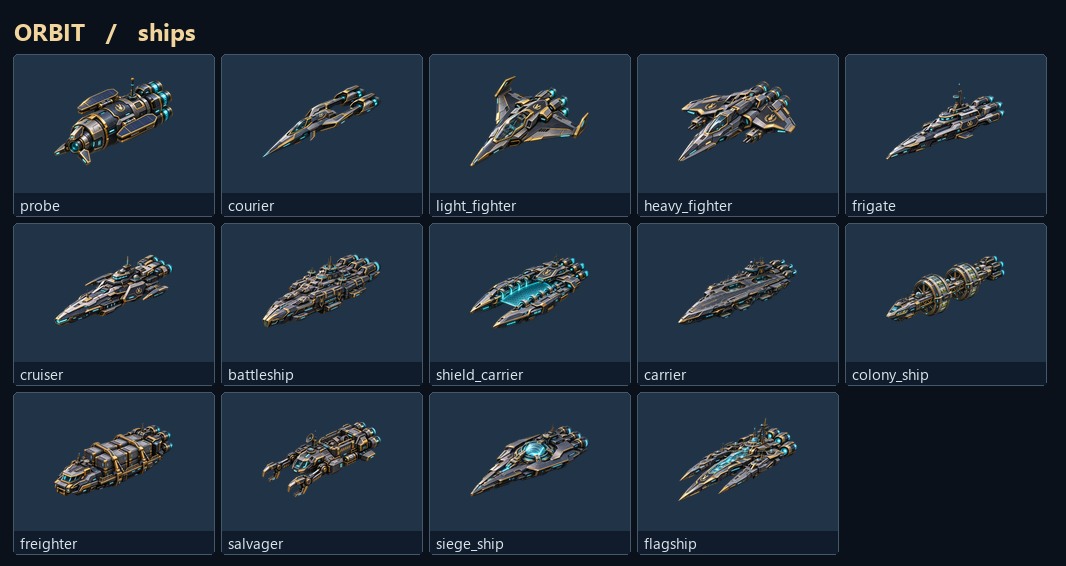 ORBIT / ships
probe
courier
light_fighter
heavy_fighter
frigate
cruiser
battleship
shield_carrier
carrier
colony_ship
freighter
salvager
siege_ship
flagship